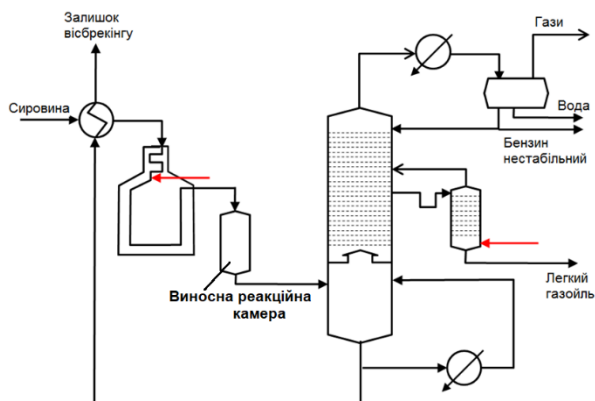 Залишок
вісбрекінгу
Гази
Сировина
Вода
Бензин
нестабільний
Виносна реакційна
камера
Легкий
газойль